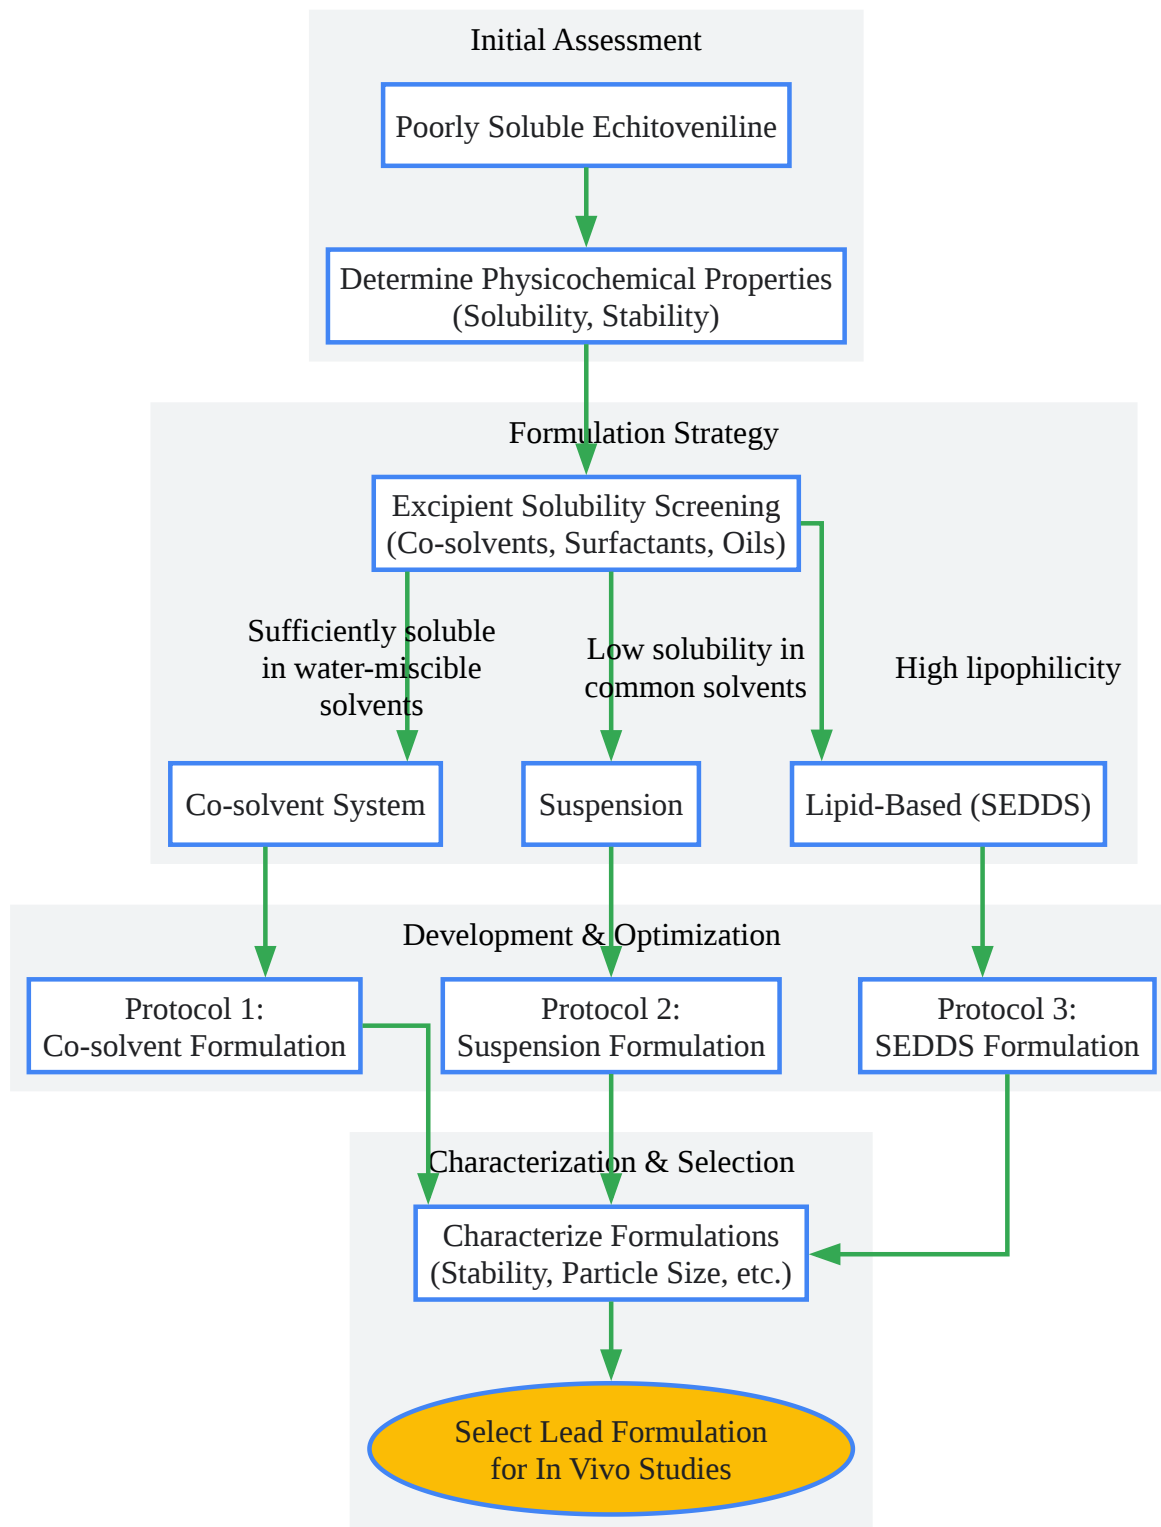 Initial Assessment
Poorly Soluble Echitoveniline
Determine Physicochemical Properties
(Solubility, Stability)
Formulation Strategy
Excipient Solubility Screening
(Co-solvents, Surfactants, Oils)
Sufficiently soluble
in water-miscible
solvents
Low solubility in
common solvents
High lipophilicity
Co-solvent System
Suspension
Lipid-Based (SEDDS)
Development & Optimization
Protocol 1:
Co-solvent Formulation
Protocol 2:
Suspension Formulation
Protocol 3:
SEDDS Formulation
Characterization & Selection
Characterize Formulations
(Stability, Particle Size, etc.)
Select Lead Formulation
for In Vivo Studies